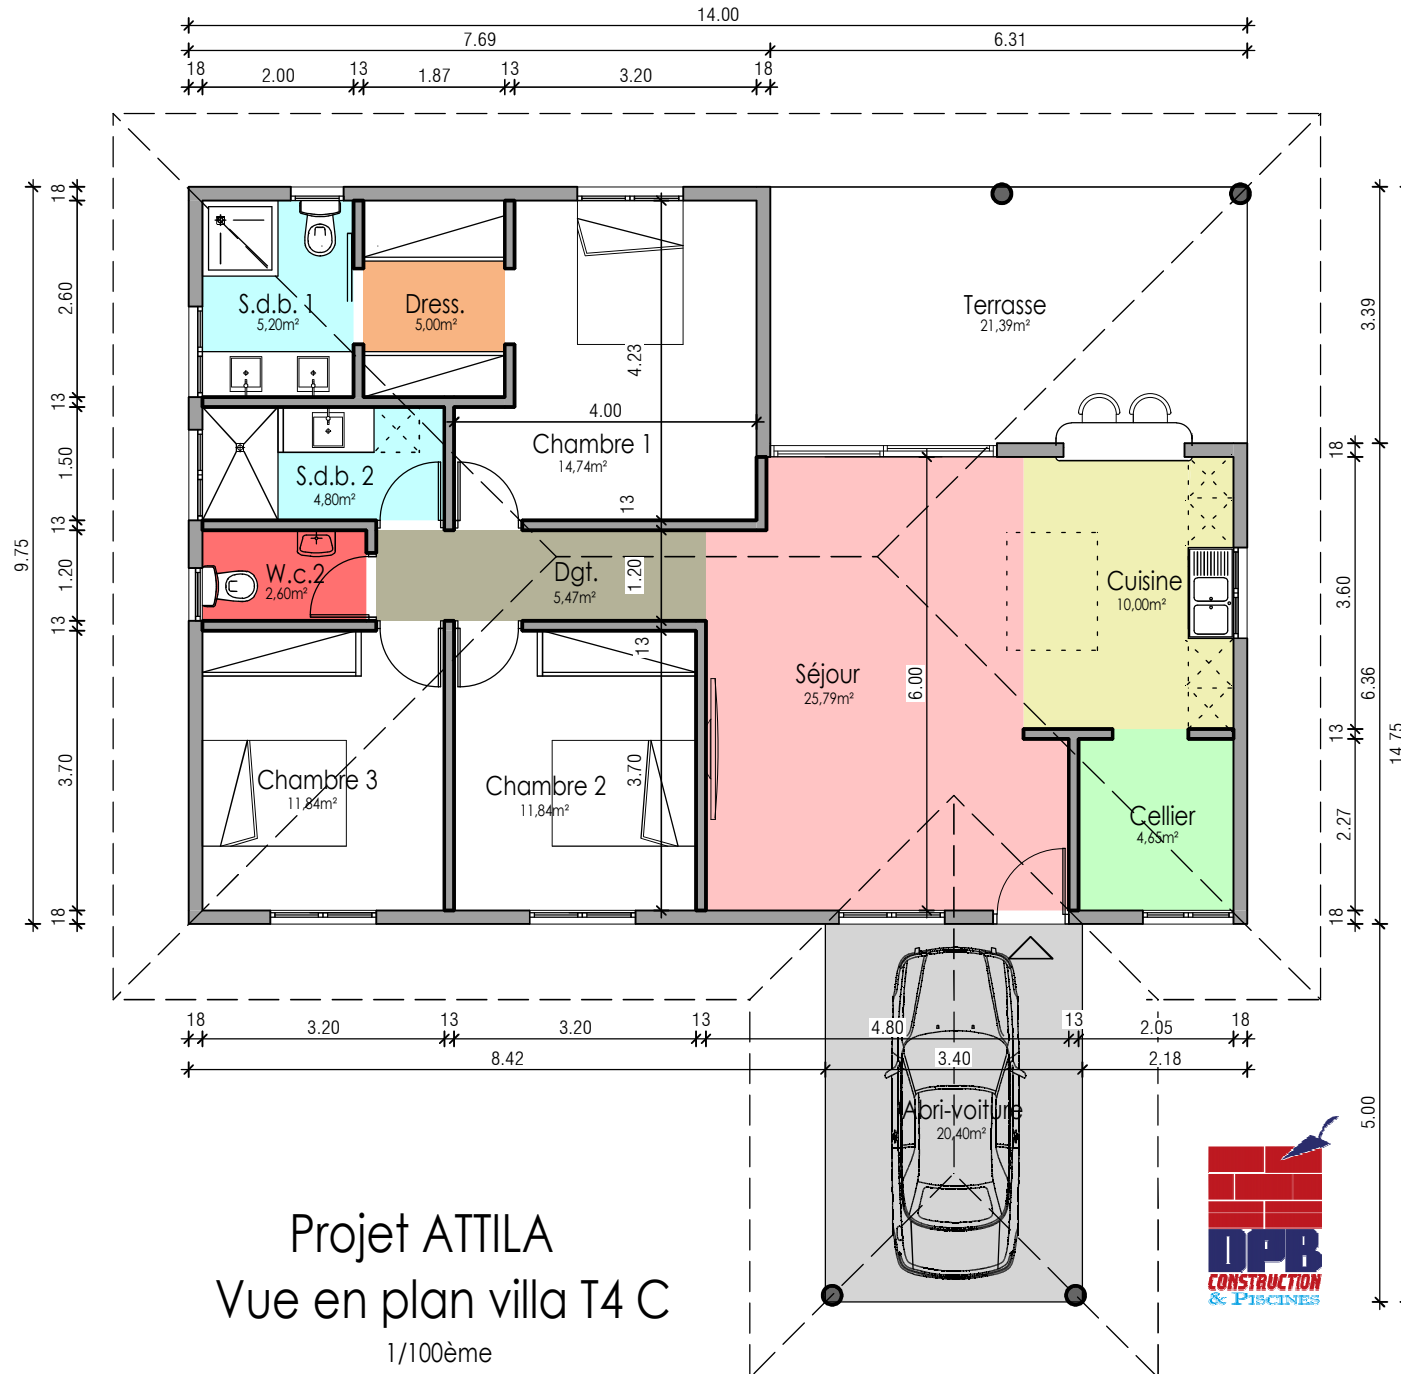 14.00
7.69 6.31
18 2.00 13 1.87 13 3.20 18
18
2.60
13
1.50
13
1.20
13
3.70
18
9.75
S.d.b. 1
5,20m²
Dress.
5,00m²
4.23
4.00
Chambre 1
14,74m²
13
Terrasse
21,39m²
S.d.b. 2
4,80m²
W.c.2
2,60m²
Dgt.
5,47m²
1.20
13
Cuisine
10,00m²
Séjour
25,79m²
6.00
Chambre 3
11,84m²
Chambre 2
11,84m²
3.70
Cellier
4,65m²
3.39
18
3.60
6.36
13
2.27
18
14.75
5.00
18 3.20 13 3.20 13 4.80 13 2.05 18
8.42 3.40 2.18
Abri-voiture
20,40m²
Projet ATTILA
Vue en plan villa T4 C
1/100ème
DPB
CONSTRUCTION
& PISCINES